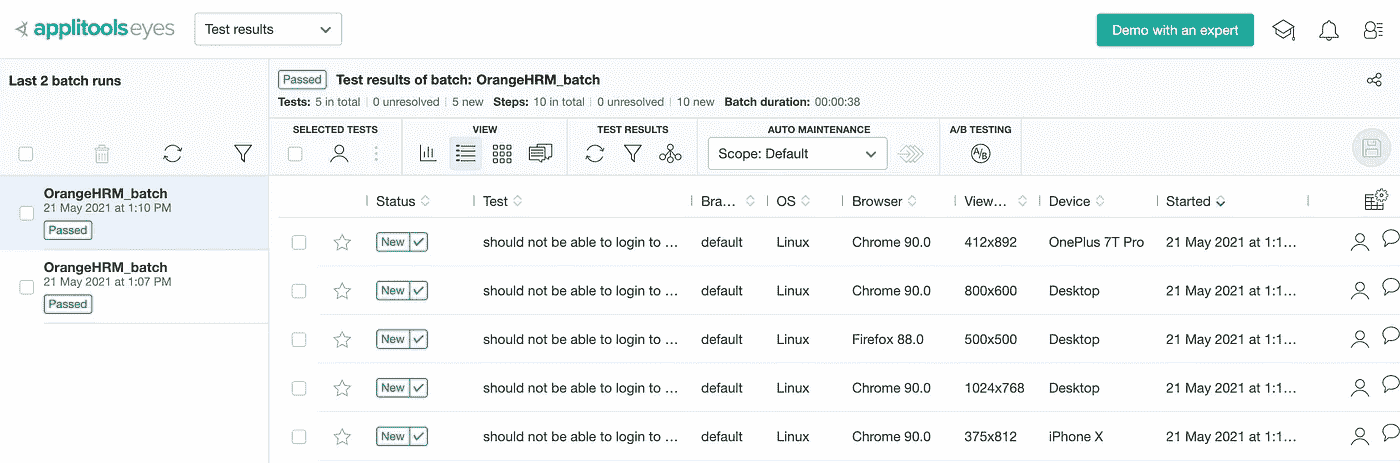 applitools eyes Test results Demo with an expert
Last 2 batch runs
OrangeHRM_batch
21 May 2021 at 1:10 PM
Passed
OrangeHRM_batch
21 May 2021 at 1:07 PM
Passed
Passed Test results of batch: OrangeHRM_batch
Tests: 5 in total 0 unresolved 5 new Steps: 10 in total 0 unresolved 10 new Batch duration: 00:00:38
SELECTED TESTS VIEW TEST RESULTS AUTO MAINTENANCE A/B TESTING
Scope: Default A/B
Status Test Bra... OS Browser View... Device Started
New should not be able to login to ... default Linux Chrome 90.0 412x892 OnePlus 7T Pro 21 May 2021 at 1:1...
New should not be able to login to ... default Linux Chrome 90.0 800x600 Desktop 21 May 2021 at 1:1...
New should not be able to login to ... default Linux Firefox 88.0 500x500 Desktop 21 May 2021 at 1:1...
New should not be able to login to ... default Linux Chrome 90.0 1024x768 Desktop 21 May 2021 at 1:1...
New should not be able to login to ... default Linux Chrome 90.0 375x812 iPhone X 21 May 2021 at 1:1...